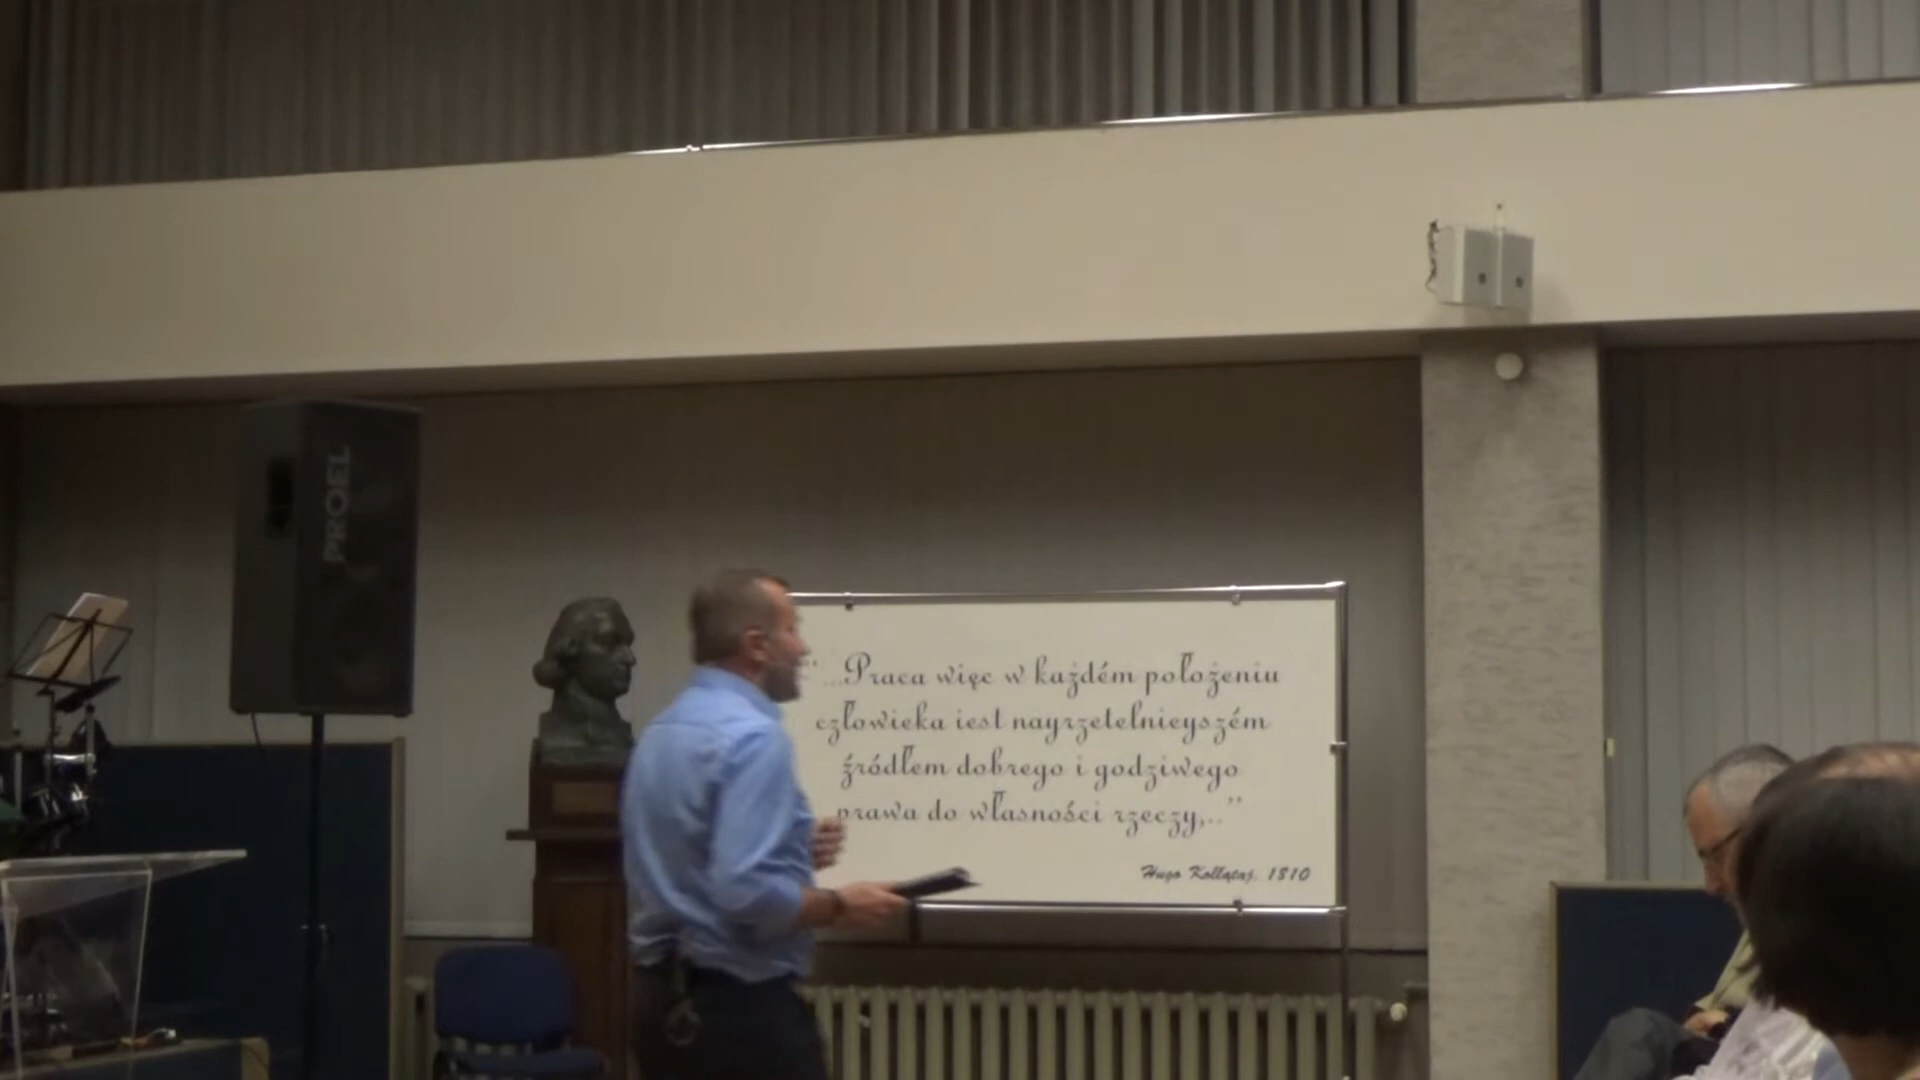 PROEL
"...Praca więc w każdém położeniu
człowieka iest nayrzetelnieyszém
źródłem dobrego i godziwego
prawa do własności rzeczy,.."
Hugo Kołłątaj, 1810